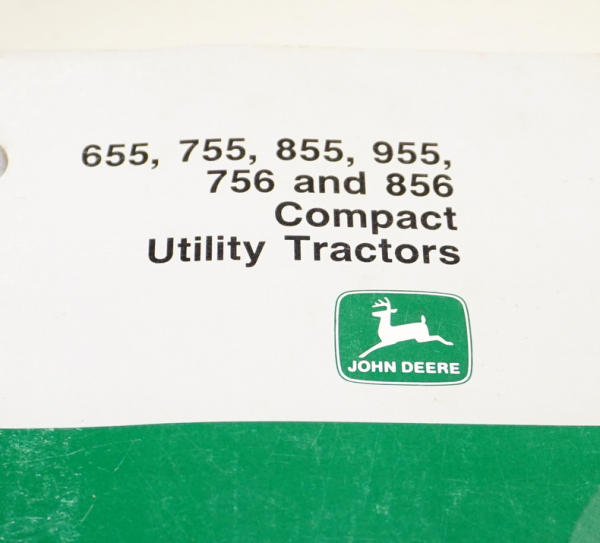 655, 755, 855, 955,
756 and 856
Compact
Utility Tractors
JOHN DEERE